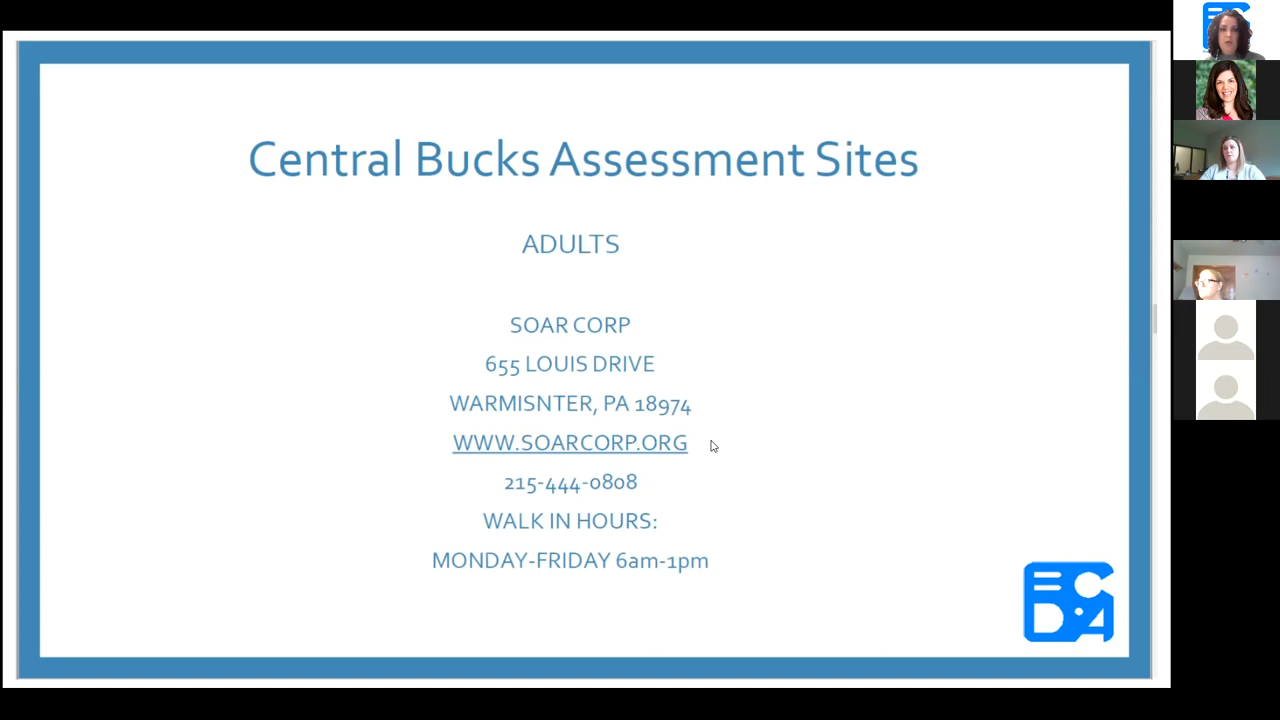 Central Bucks Assessment Sites
ADULTS
SOAR CORP
655 LOUIS DRIVE
WARMISNTER, PA 18974
WWW.SOARCORP.ORG
215-444-0808
WALK IN HOURS:
MONDAY-FRIDAY 6am-1pm
BC
D·A